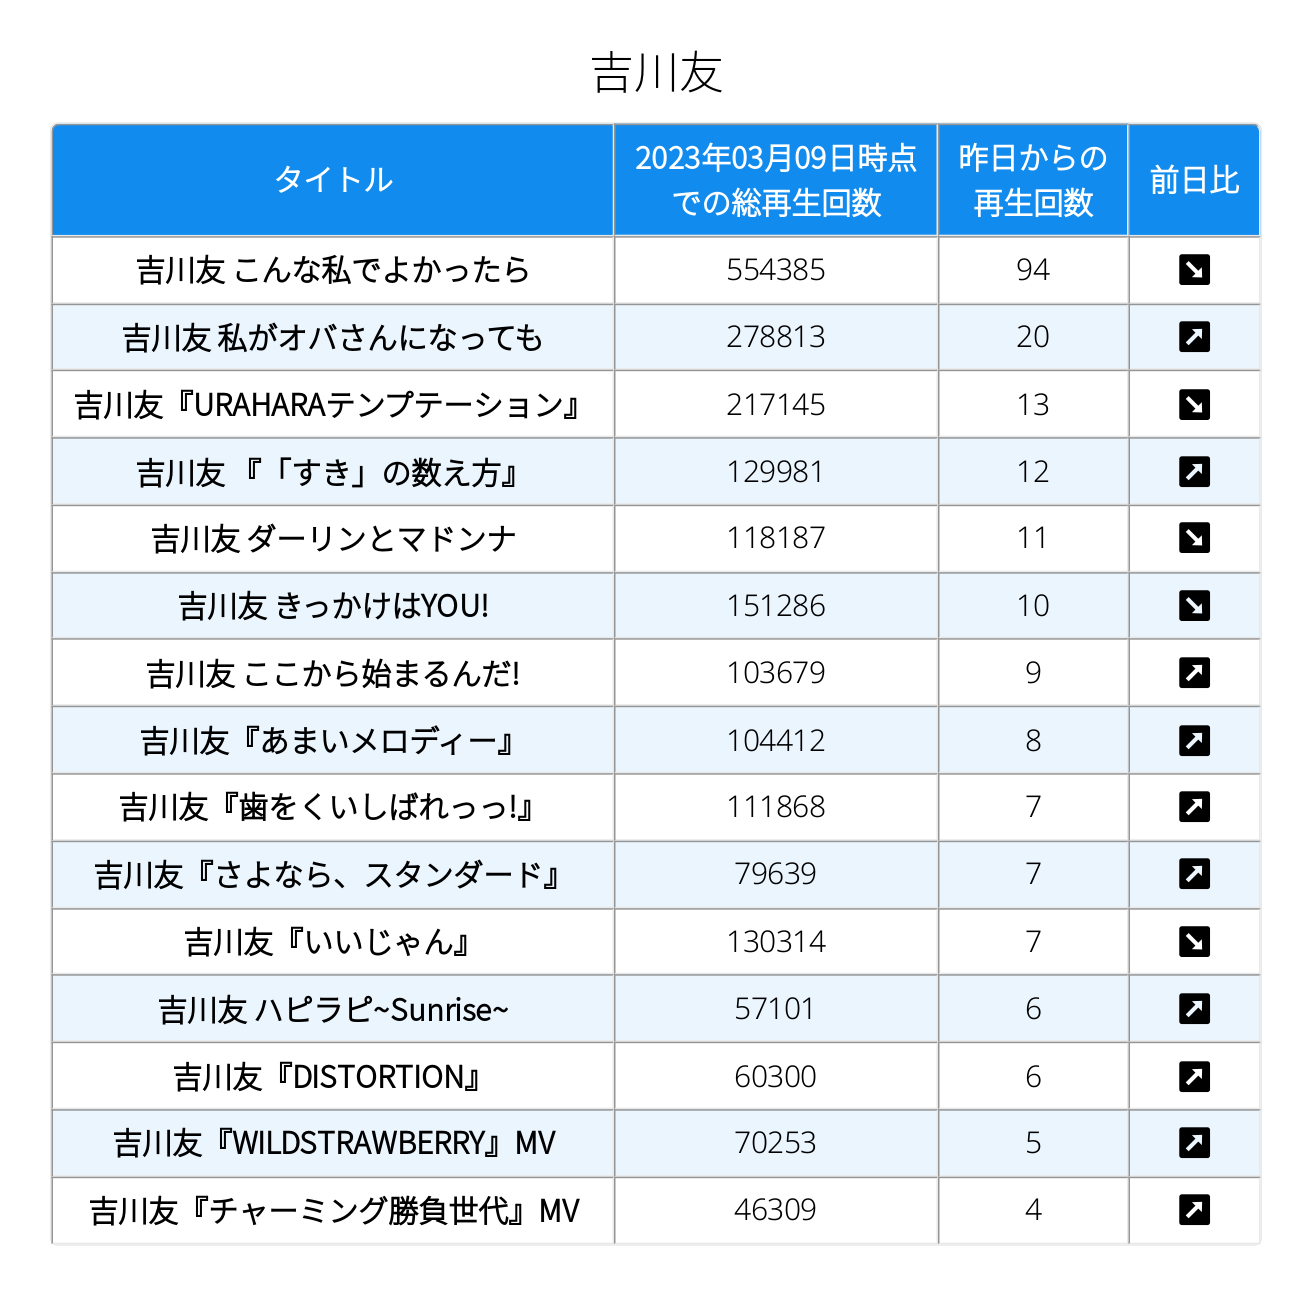 吉川友
タイトル 2023年03月09日時点での総再生回数 昨日からの再生回数 前日比
吉川友 こんな私でよかったら 554385 94 ↘
吉川友 私がオバさんになっても 278813 20 ↗
吉川友『URAHARAテンプテーション』 217145 13 ↘
吉川友 『「すき」の数え方』 129981 12 ↗
吉川友 ダーリンとマドンナ 118187 11 ↘
吉川友 きっかけはYOU! 151286 10 ↘
吉川友 ここから始まるんだ! 103679 9 ↗
吉川友『あまいメロディー』 104412 8 ↗
吉川友『歯をくいしばれっっ!』 111868 7 ↗
吉川友『さよなら、スタンダード』 79639 7 ↗
吉川友『いいじゃん』 130314 7 ↘
吉川友 ハピラピ~Sunrise~ 57101 6 ↗
吉川友『DISTORTION』 60300 6 ↗
吉川友『WILDSTRAWBERRY』MV 70253 5 ↗
吉川友『チャーミング勝負世代』MV 46309 4 ↗